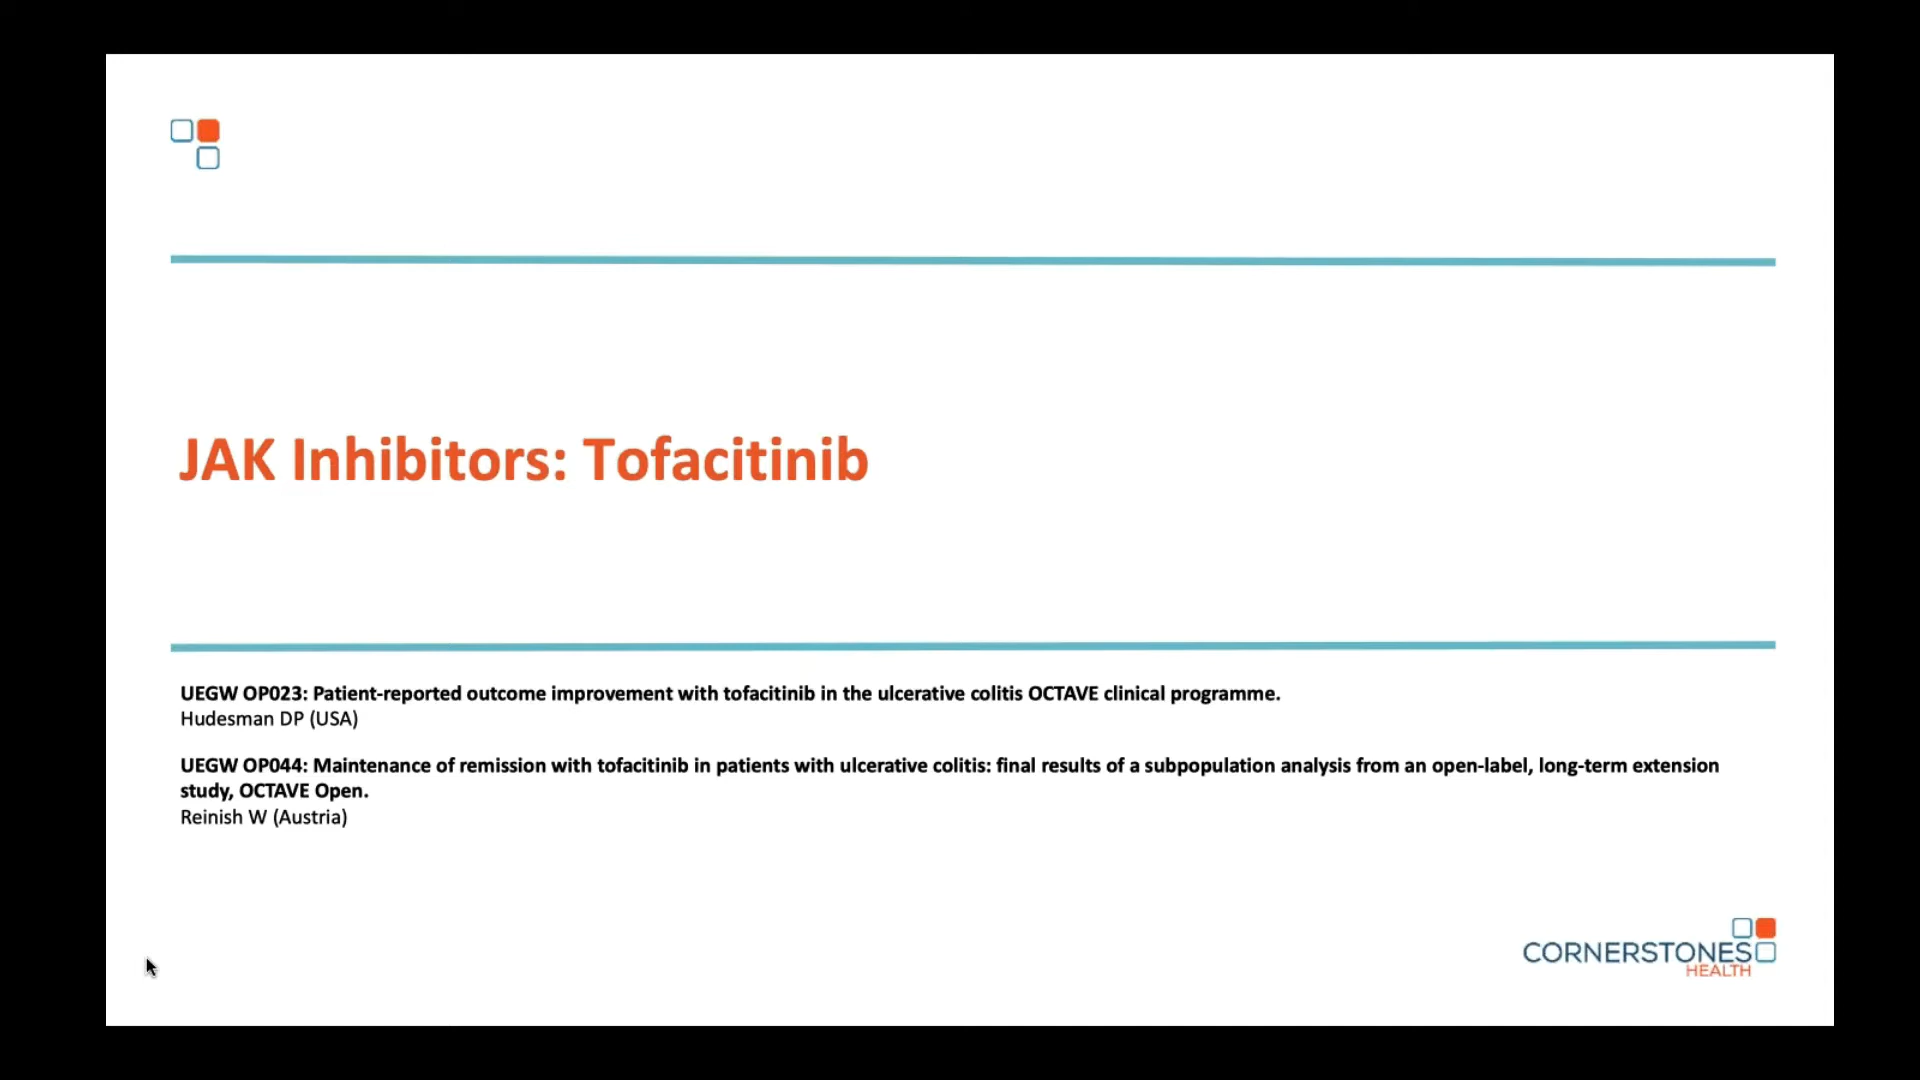 JAK Inhibitors: Tofacitinib
UEGW OP023: Patient-reported outcome improvement with tofacitinib in the ulcerative colitis OCTAVE clinical programme.
Hudesman DP (USA)
UEGW OP044: Maintenance of remission with tofacitinib in patients with ulcerative colitis: final results of a subpopulation analysis from an open-label, long-term extension
study, OCTAVE Open.
Reinish W (Austria)
CORNERSTONES
HEALTH